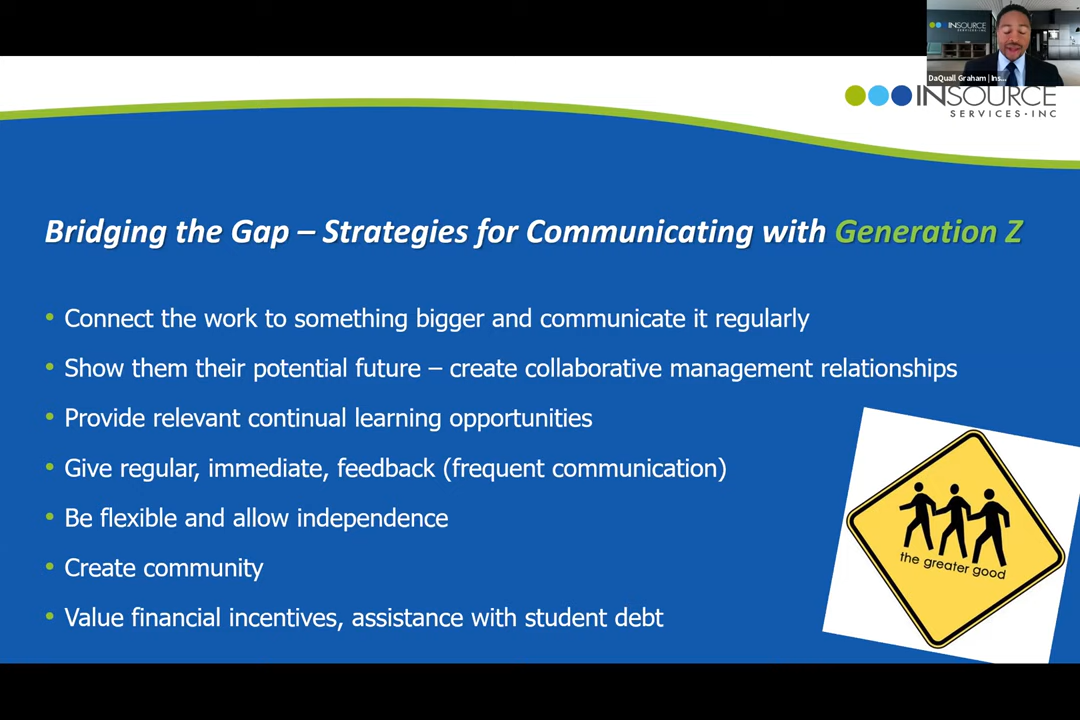 INSOURCE
DaQuall Graham | Ins...
INSOURCE
SERVICES·INC
Bridging the Gap – Strategies for Communicating with Generation Z
• Connect the work to something bigger and communicate it regularly
• Show them their potential future – create collaborative management relationships
• Provide relevant continual learning opportunities
• Give regular, immediate, feedback (frequent communication)
• Be flexible and allow independence
• Create community
• Value financial incentives, assistance with student debt
the greater good